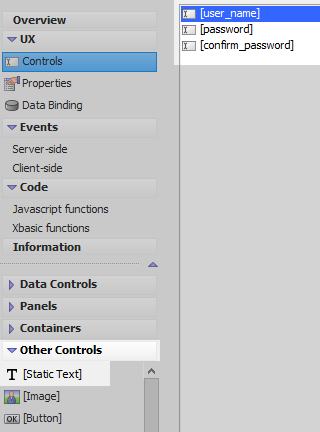 Overview
UX
Controls
Properties
Data Binding
Events
Server-side
Client-side
Code
Javascript functions
Xbasic functions
Information
Data Controls
Panels
Containers
Other Controls
T [Static Text]
[Image]
OK [Button]
[user_name]
[password]
[confirm_password]